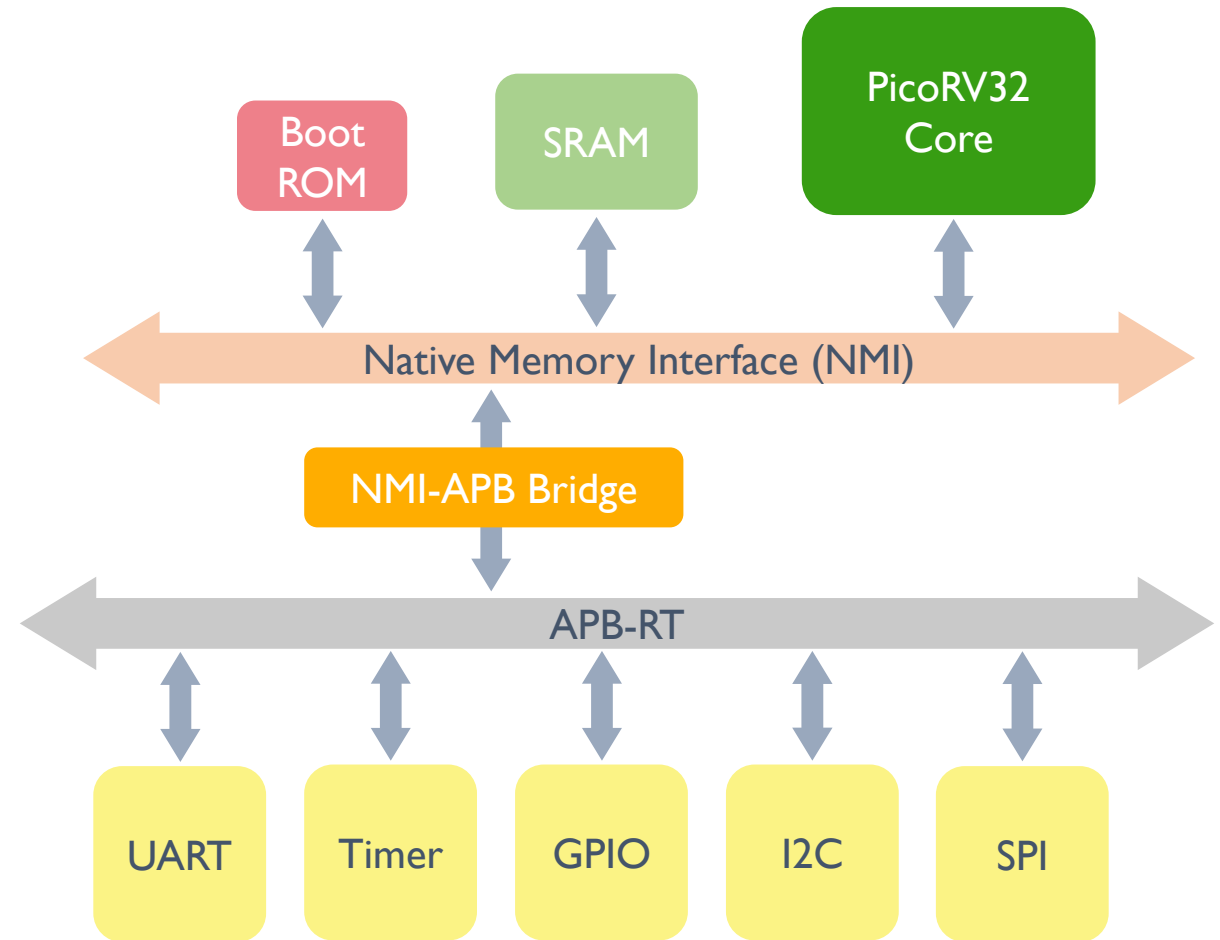 Boot
ROM
SRAM
PicoRV32
Core
Native Memory Interface (NMI)
NMI-APB Bridge
APB-RT
UART
Timer
GPIO
I2C
SPI